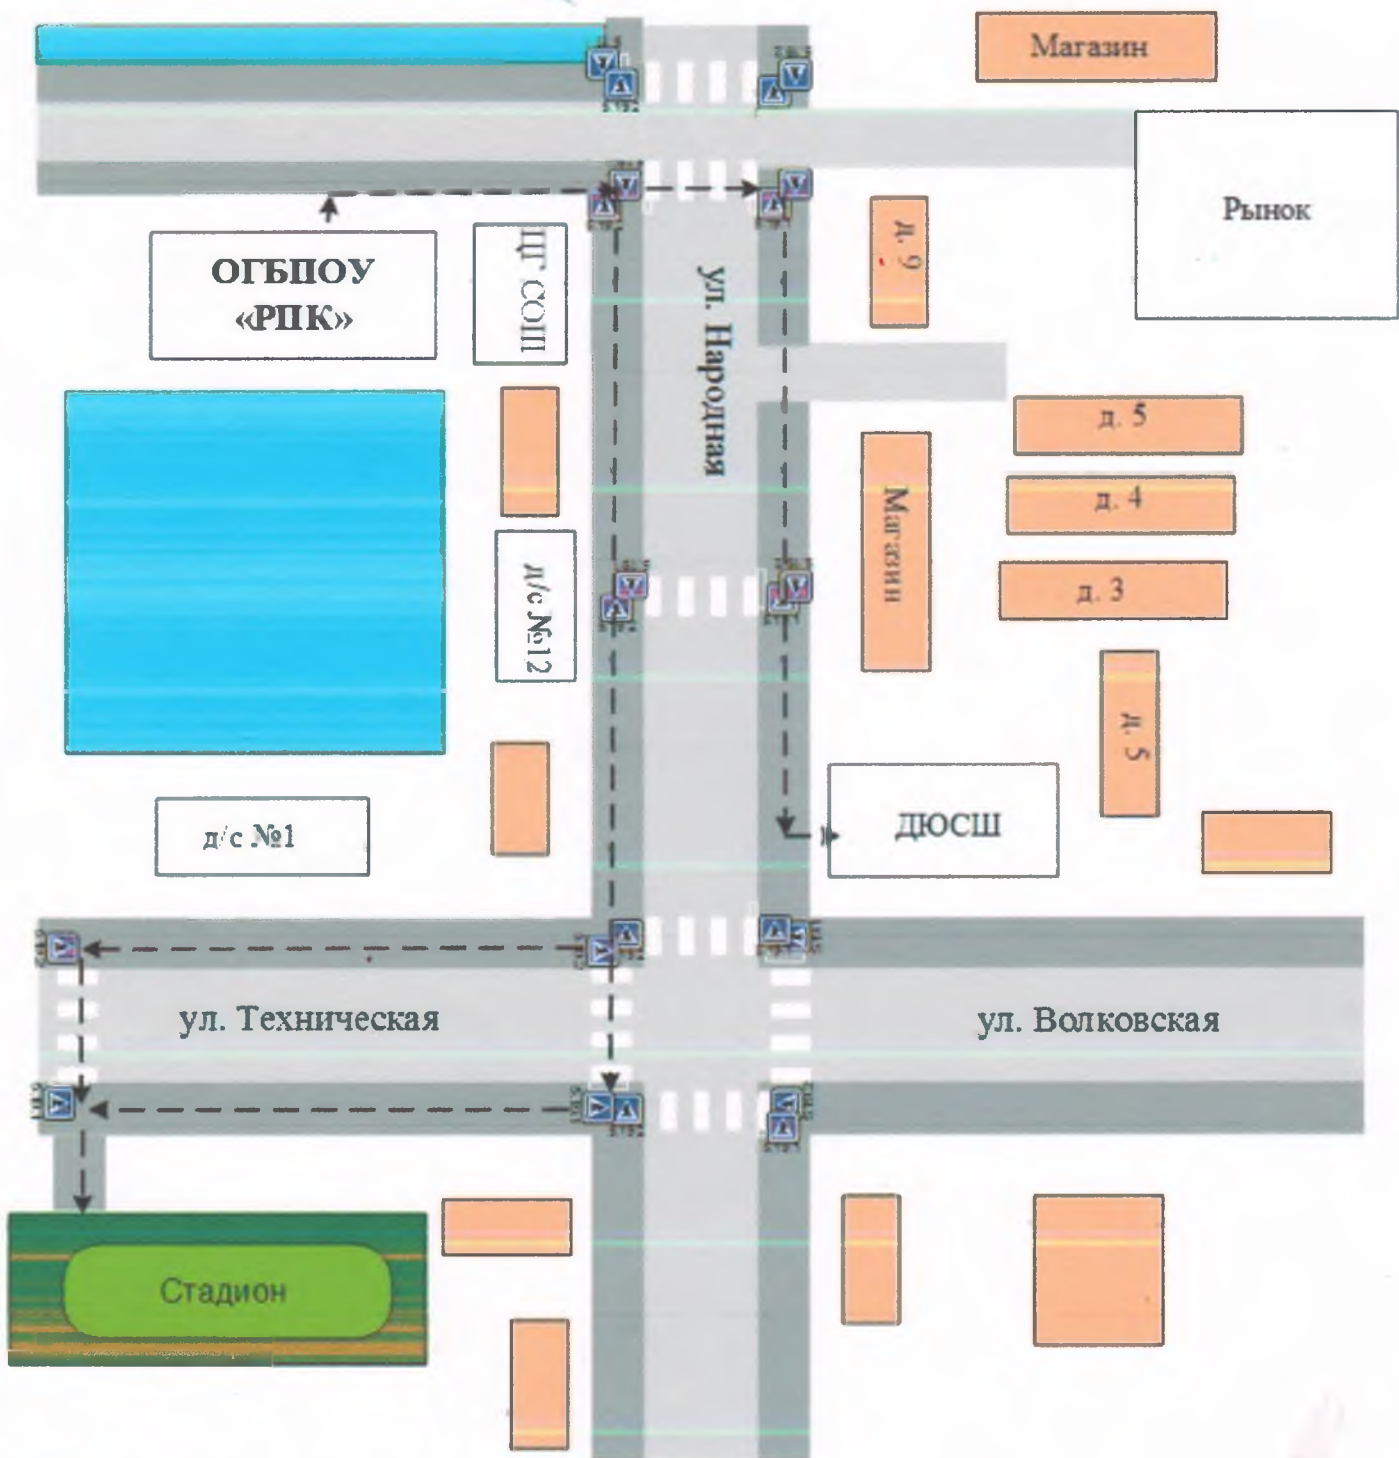 Магазин
Рынок
ОГБПОУ
«РПК»
ЦГ СОШ
д. 9
ул. Народная
д. 5
д. 4
Магазин
д. 3
д/с №12
д. 5
д/с №1
ДЮСШ
ул. Техническая
ул. Волковская
Стадион